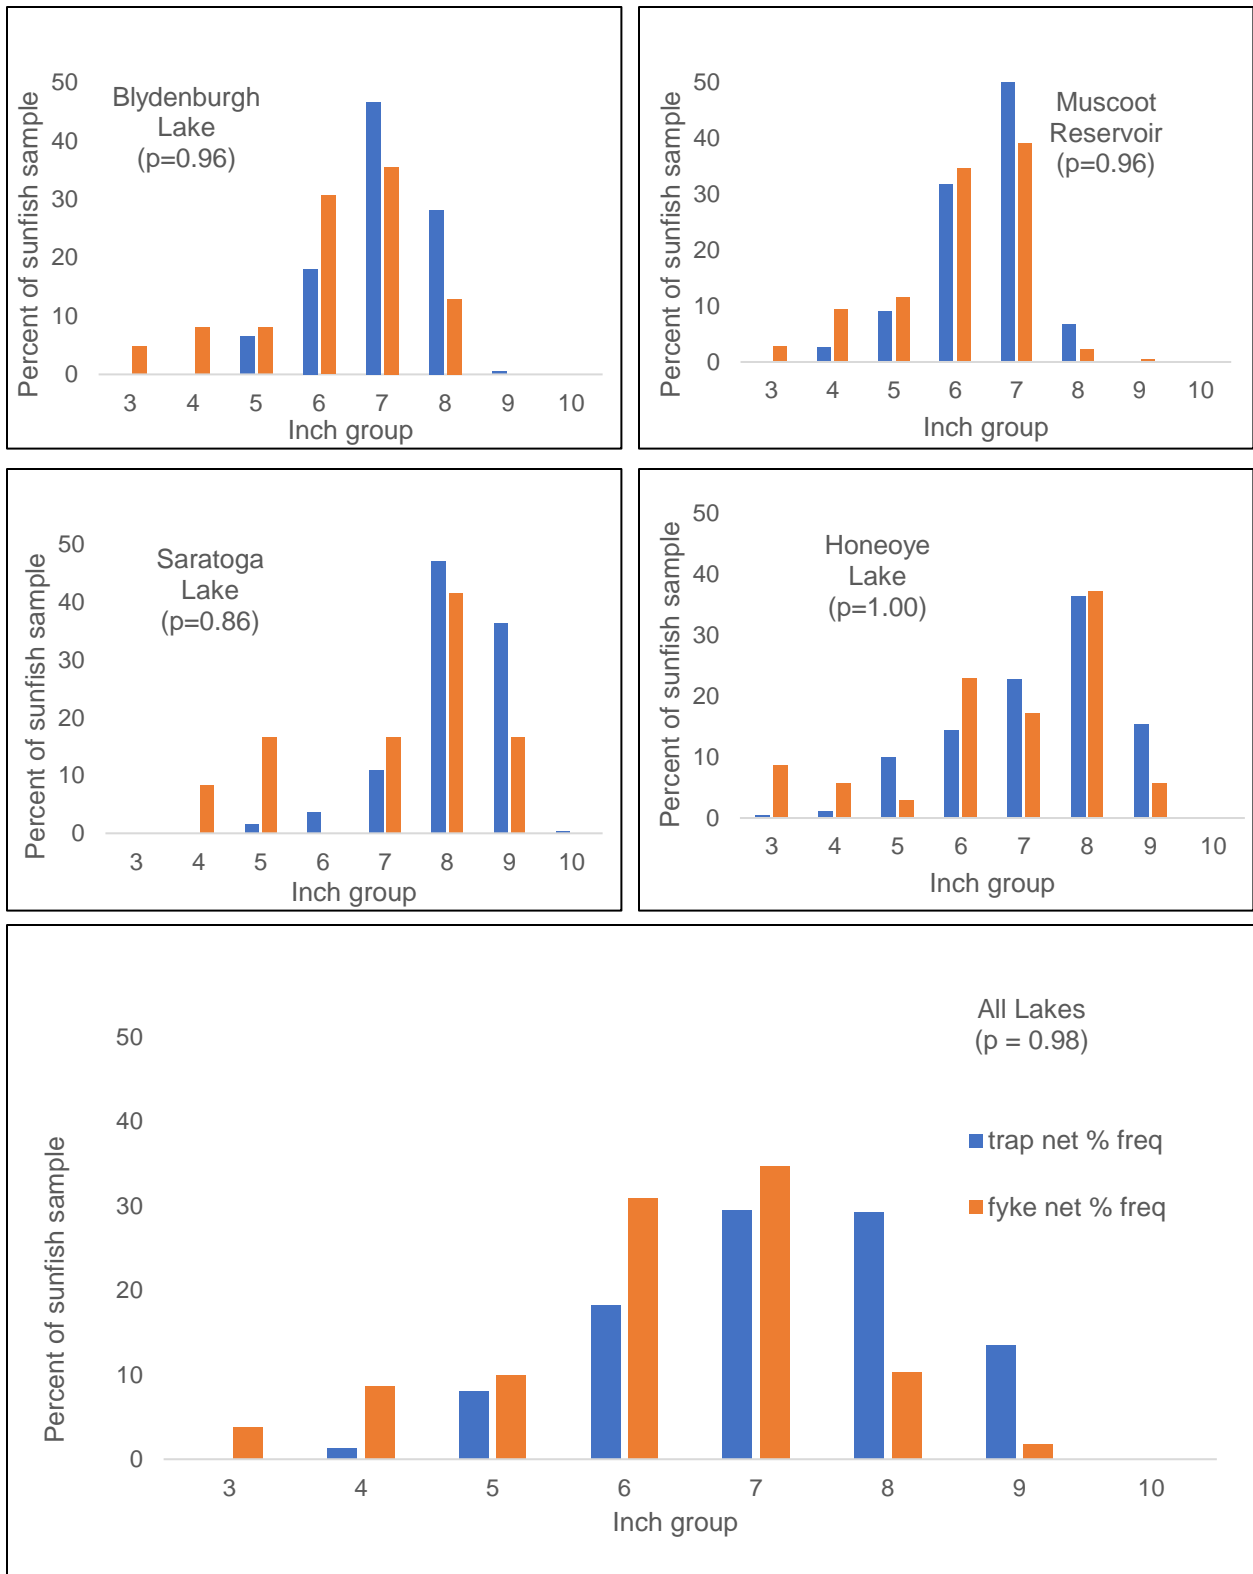 Percent of sunfish sample
50
40
30
20
10
0
Blydenburgh
Lake
(p=0.96)
3 4 5 6 7 8 9 10
Inch group
Percent of sunfish sample
50
40
30
20
10
0
Muscoot
Reservoir
(p=0.96)
3 4 5 6 7 8 9 10
Inch group
Percent of sunfish sample
50
40
30
20
10
0
Saratoga
Lake
(p=0.86)
3 4 5 6 7 8 9 10
Inch group
Percent of sunfish sample
50
40
30
20
10
0
Honeoye
Lake
(p=1.00)
3 4 5 6 7 8 9 10
Inch group
Percent of sunfish sample
50
40
30
20
10
0
All Lakes
(p = 0.98)
trap net % freq
fyke net % freq
3 4 5 6 7 8 9 10
Inch group